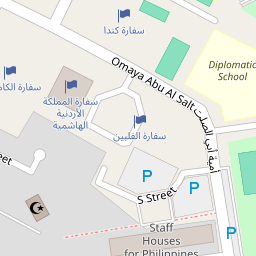 سفارة كندا
Omaya Abu Al Salt أمية أبي الصلت
Diplomatic
School
سفارة الكا
سفارة المملكة
الأردنية
الهاشمية
سفارة الفلبين
reet
P
P
P
S Street
Staff
Houses
for Philippines